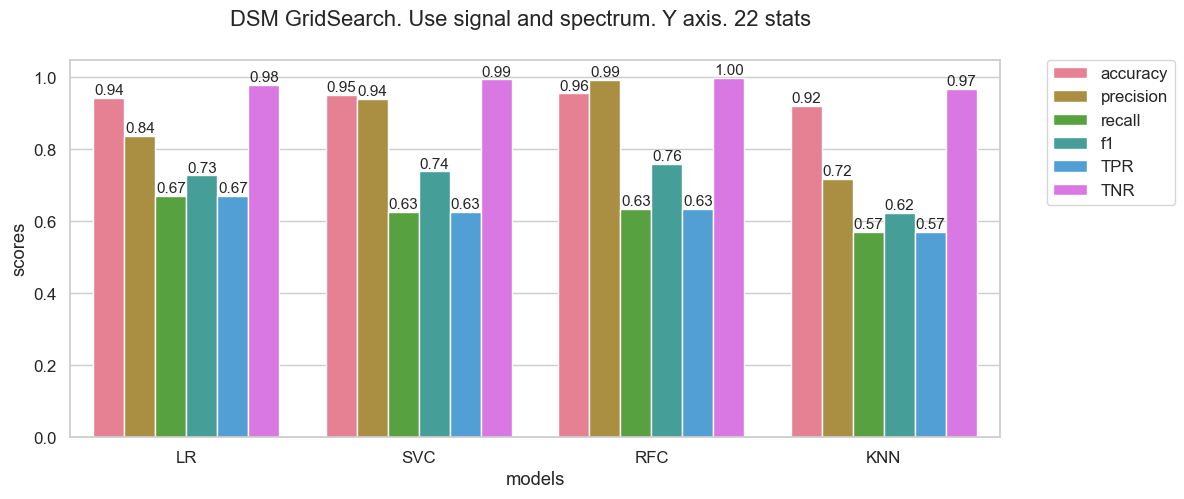 DSM GridSearch. Use signal and spectrum. Y axis. 22 stats
scores
1.0
0.8
0.6
0.4
0.2
0.0
0.94
0.84
0.67
0.73
0.67
0.98
0.95
0.94
0.63
0.74
0.63
0.99
0.96
0.99
0.63
0.76
0.63
1.00
0.92
0.72
0.57
0.62
0.57
0.97
LR
SVC
RFC
KNN
models
accuracy
precision
recall
f1
TPR
TNR